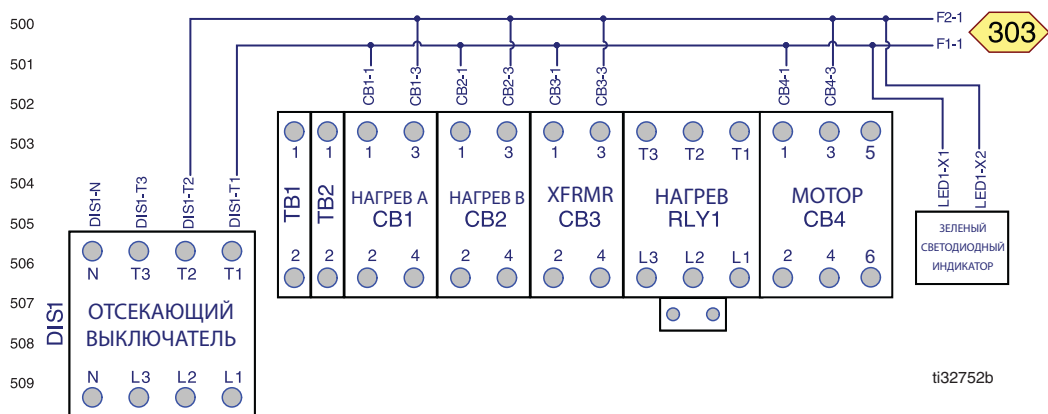 500
F2-1
303
F1-1
501
CB1-1
CB1-3
CB2-1
CB2-3
CB3-1
CB3-3
CB4-1
CB4-3
502
503
1 1 1 3 1 3 1 3 T3 T2 T1 1 3 5
504
DIS1-N
DIS1-T3
DIS1-T2
DIS1-T1
LED1-X1
LED1-X2
TB1
TB2
НАГРЕВ А
CB1
НАГРЕВ В
CB2
XFRMR
CB3
НАГРЕВ
RLY1
МОТОР
CB4
505
ЗЕЛЕНЫЙ
СВЕТОДИОДНЫЙ
ИНДИКАТОР
506
2 2 2 4 2 4 2 4 L3 L2 L1 2 4 6
N T3 T2 T1
507
DIS1
ОТСЕКАЮЩИЙ
ВЫКЛЮЧАТЕЛЬ
508
509
N L3 L2 L1
ti32752b